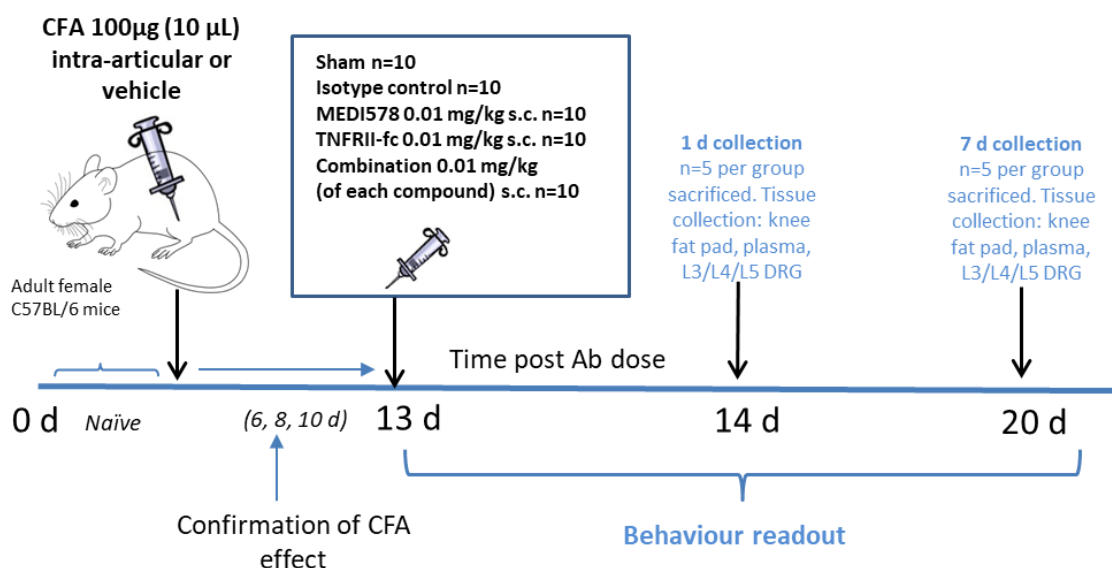 CFA 100µg (10 µL)
intra-articular or
vehicle
Adult female
C57BL/6 mice
Sham n=10
Isotype control n=10
MEDI578 0.01 mg/kg s.c. n=10
TNFRII-fc 0.01 mg/kg s.c. n=10
Combination 0.01 mg/kg
(of each compound) s.c. n=10
1 d collection
n=5 per group
sacrificed. Tissue
collection: knee
fat pad, plasma,
L3/L4/L5 DRG
7 d collection
n=5 per group
sacrificed. Tissue
collection: knee
fat pad, plasma,
L3/L4/L5 DRG
Time post Ab dose
0 d
Naïve
(6, 8, 10 d)
13 d
14 d
20 d
Confirmation of CFA
effect
Behaviour readout